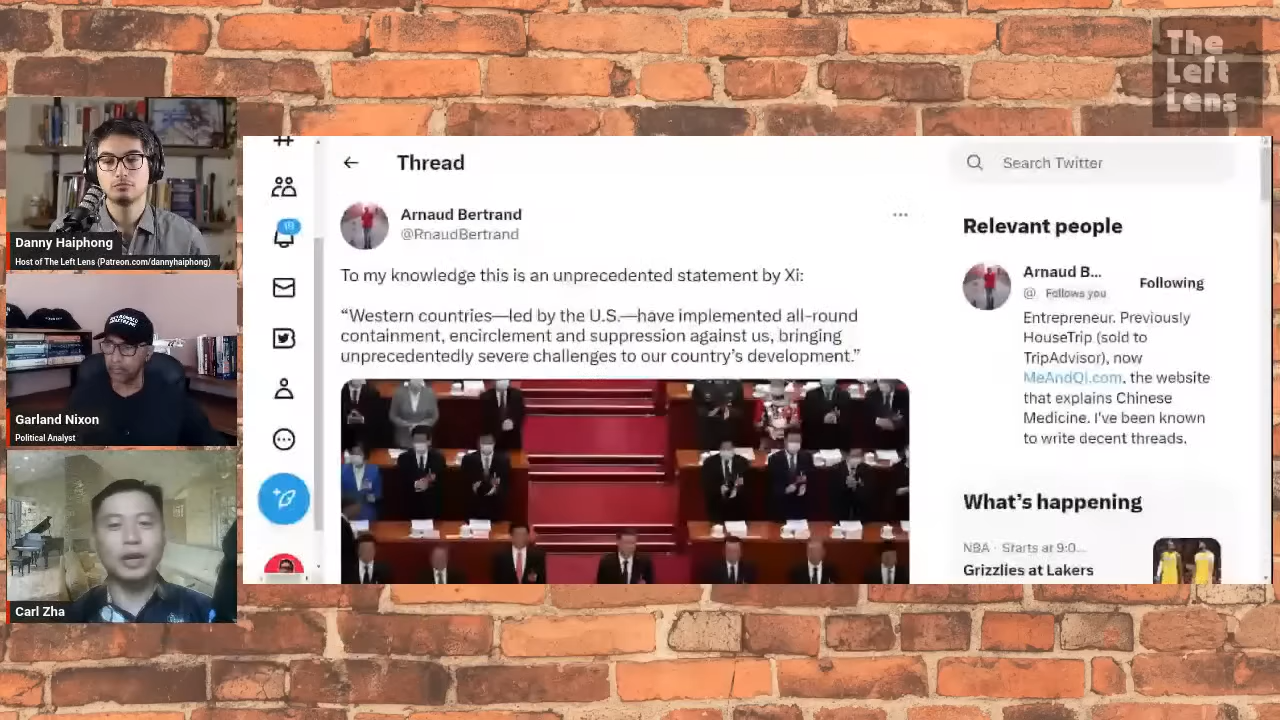 The
Left
Lens
Danny Haiphong
Host of The Left Lens (Patreon.com/dannyhaiphong)
Garland Nixon
Political Analyst
Carl Zha
Thread
Arnaud Bertrand
@RnaudBertrand
To my knowledge this is an unprecedented statement by Xi:
“Western countries—led by the U.S.—have implemented all-round
containment, encirclement and suppression against us, bringing
unprecedentedly severe challenges to our country’s development.”
Search Twitter
Relevant people
Arnaud B...
Following
@ Follows you
Entrepreneur. Previously
HouseTrip (sold to
TripAdvisor), now
MeAndQi.com, the website
that explains Chinese
Medicine. I've been known
to write decent threads.
What’s happening
NBA · Starts at 9:0...
Grizzlies at Lakers